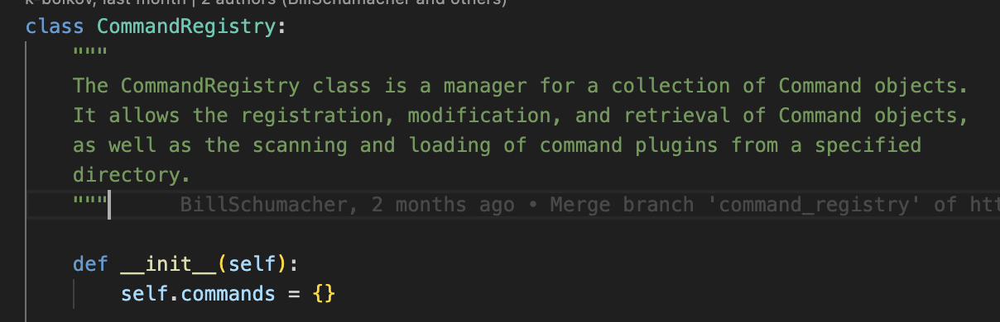 k-boikov, last month | 2 authors (BillSchumacher and others)
class CommandRegistry:
"""
The CommandRegistry class is a manager for a collection of Command objects.
It allows the registration, modification, and retrieval of Command objects,
as well as the scanning and loading of command plugins from a specified
directory.
""" BillSchumacher, 2 months ago • Merge branch 'command_registry' of htt
def __init__(self):
self.commands = {}